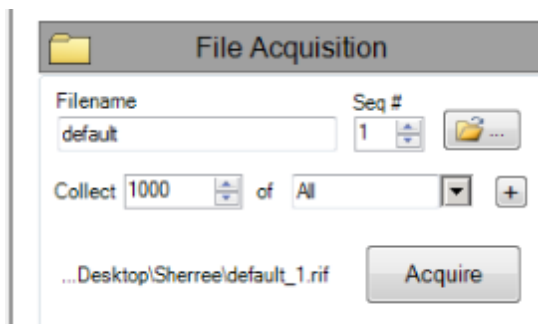 File Acquisition
Filename Seq #
default 1 ...
Collect 1000 of All +
...Desktop\Sherree\default_1.rif Acquire